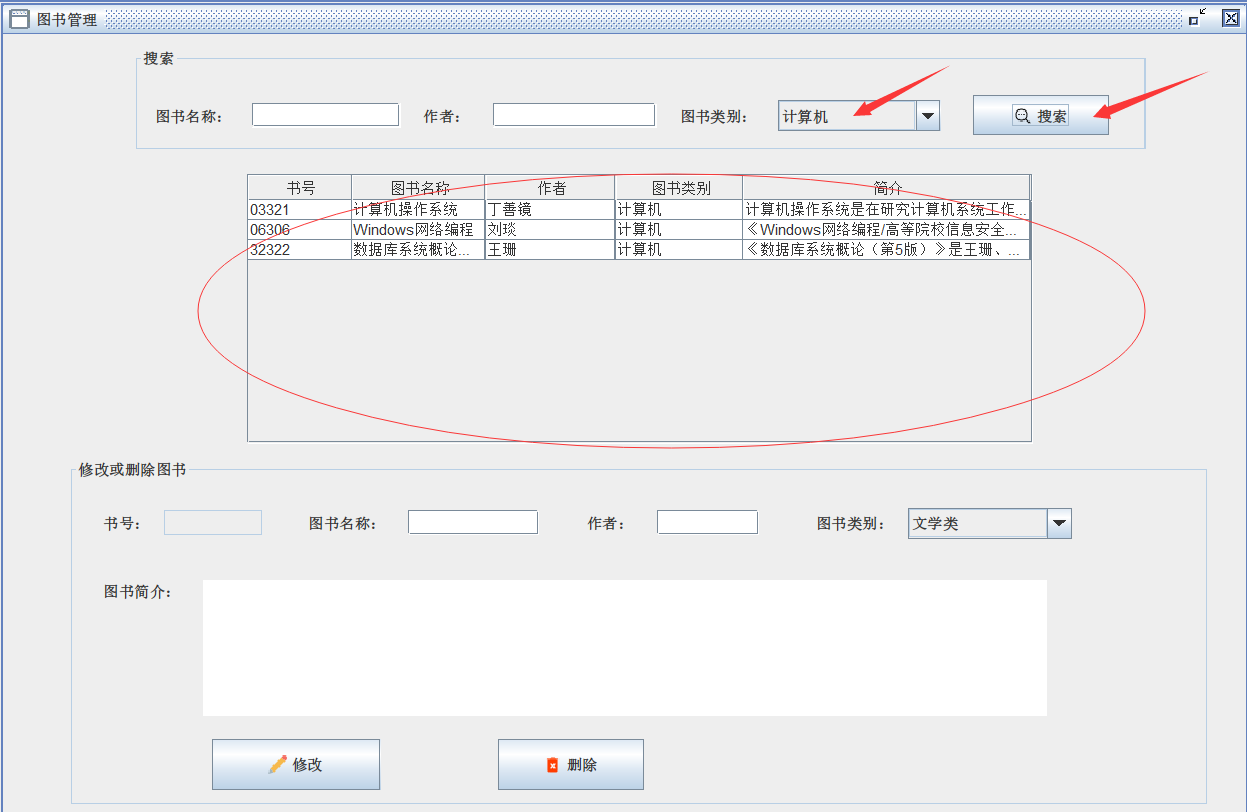 图书管理
搜索
图书名称： 作者： 图书类别： 计算机 搜索
书号 图书名称 作者 图书类别 简介
03321 计算机操作系统 丁善镜 计算机 计算机操作系统是在研究计算机系统工作...
06306 Windows网络编程 刘琰 计算机 《Windows网络编程/高等院校信息安全...
32322 数据库系统概论... 王珊 计算机 《数据库系统概论（第5版）》是王珊、...
修改或删除图书
书号： 图书名称： 作者： 图书类别： 文学类
图书简介：
修改 删除